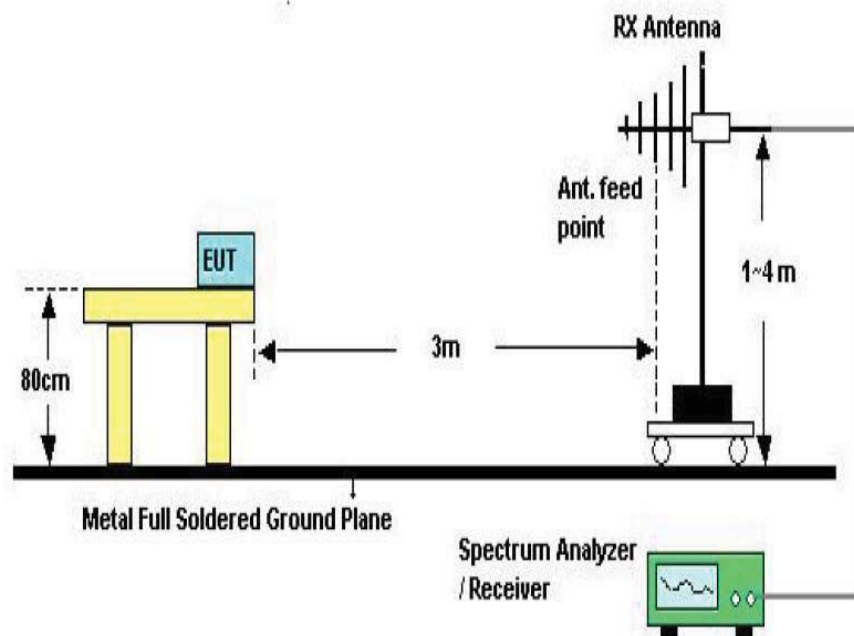 RX Antenna
Ant. feed
point
EUT
1~4 m
3m
80cm
Metal Full Soldered Ground Plane
Spectrum Analyzer
/ Receiver